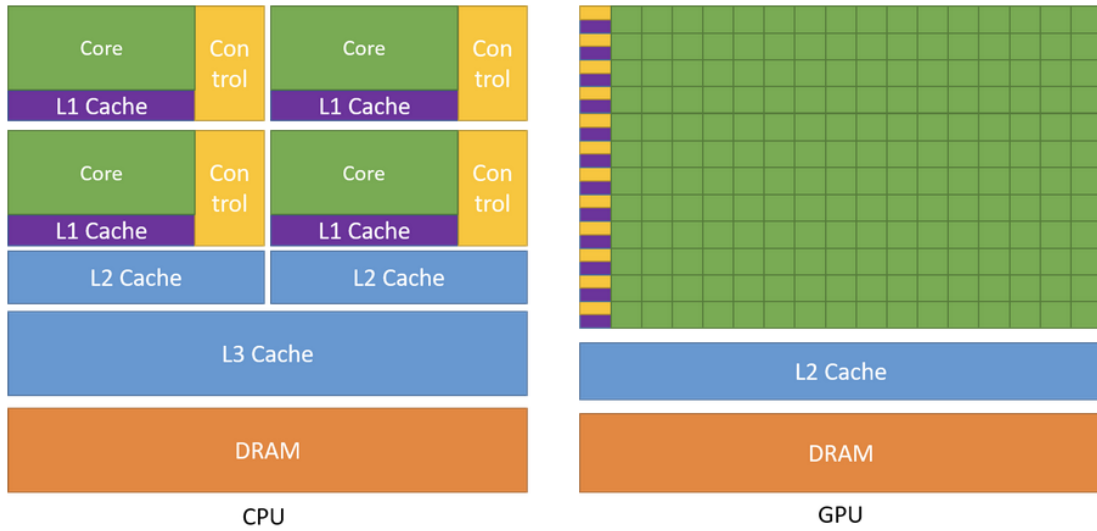 Core
Con
trol
Core
Con
trol
L1 Cache
L1 Cache
Core
Con
trol
Core
Con
trol
L1 Cache
L1 Cache
L2 Cache
L2 Cache
L3 Cache
L2 Cache
DRAM
DRAM
CPU
GPU